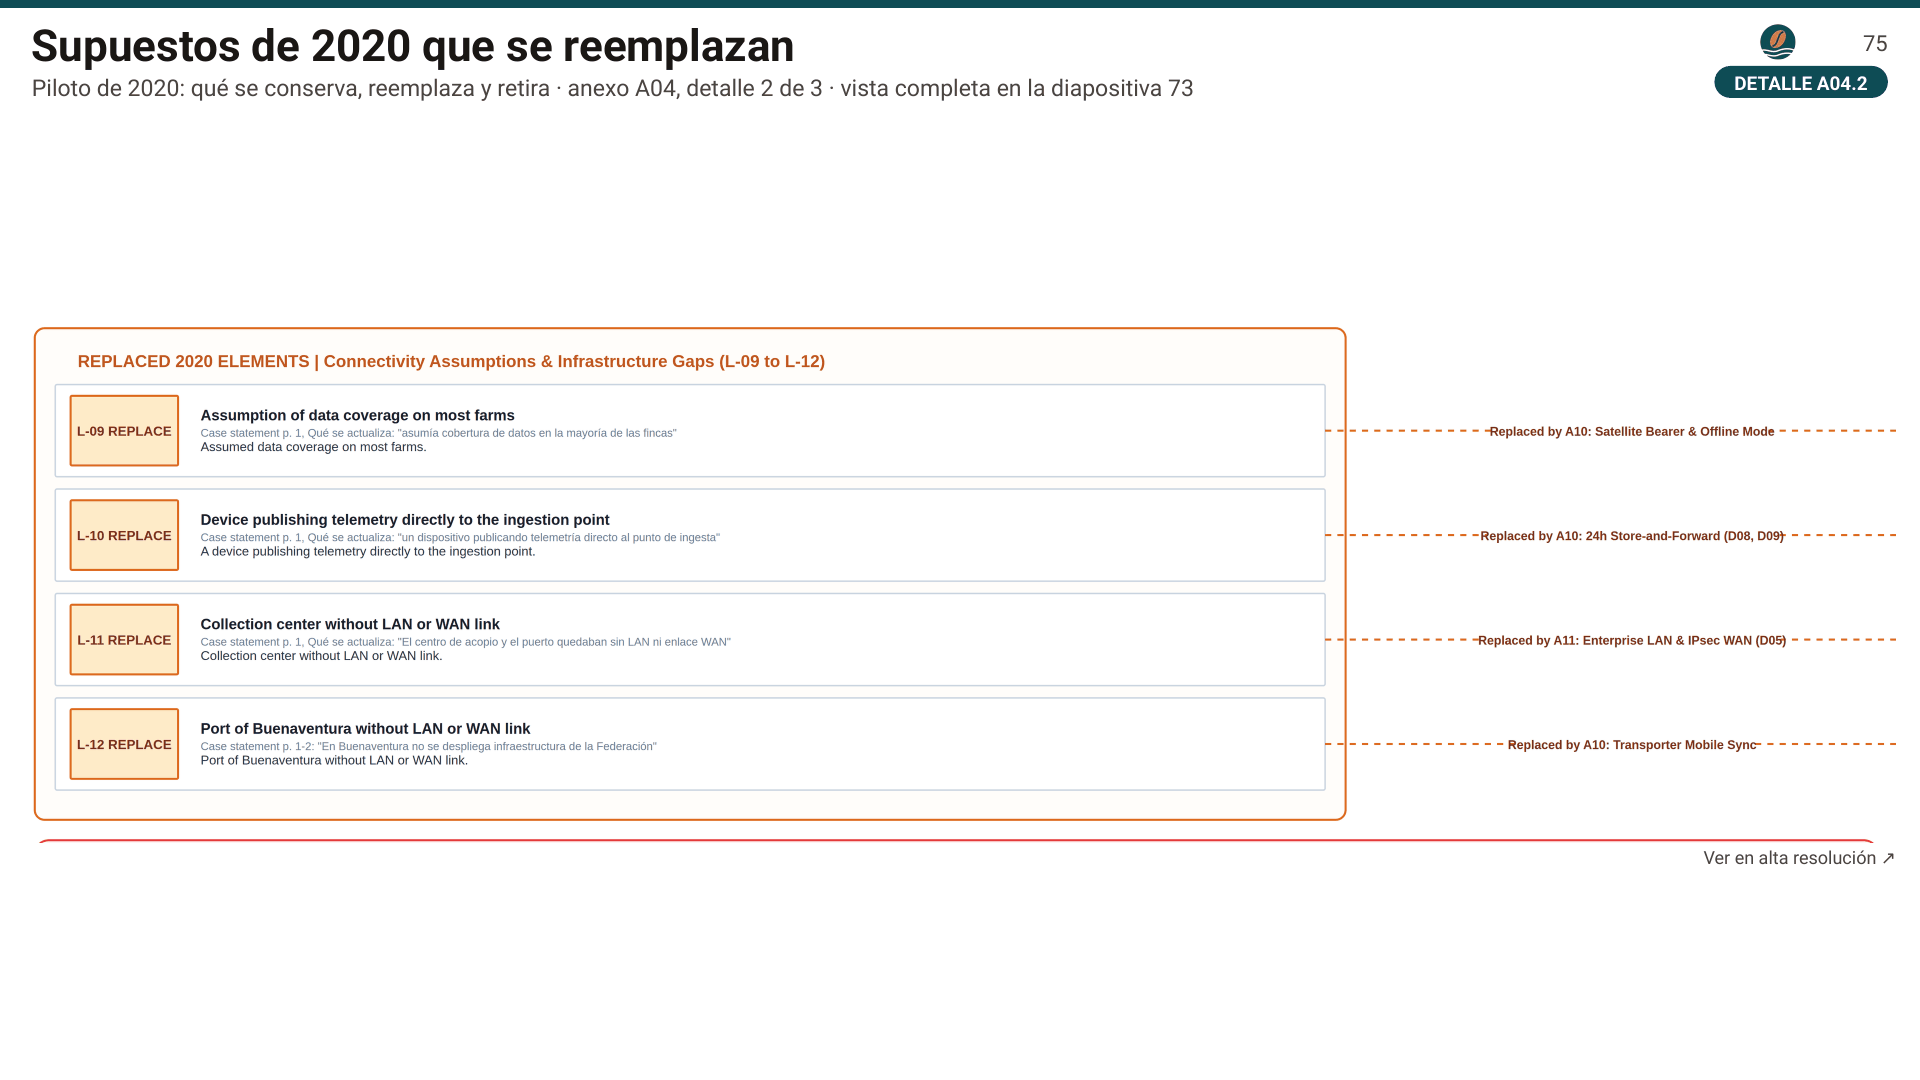 Supuestos de 2020 que se reemplazan
75
Piloto de 2020: qué se conserva, reemplaza y retira · anexo A04, detalle 2 de 3 · vista completa en la diapositiva 73
DETALLE A04.2
REPLACED 2020 ELEMENTS | Connectivity Assumptions & Infrastructure Gaps (L-09 to L-12)
L-09 REPLACE
Assumption of data coverage on most farms
Case statement p. 1, Qué se actualiza: "asumía cobertura de datos en la mayoría de las fincas"
Assumed data coverage on most farms.
Replaced by A10: Satellite Bearer & Offline Mode
L-10 REPLACE
Device publishing telemetry directly to the ingestion point
Case statement p. 1, Qué se actualiza: "un dispositivo publicando telemetría directo al punto de ingesta"
A device publishing telemetry directly to the ingestion point.
Replaced by A10: 24h Store-and-Forward (D08, D09)
L-11 REPLACE
Collection center without LAN or WAN link
Case statement p. 1, Qué se actualiza: "El centro de acopio y el puerto quedaban sin LAN ni enlace WAN"
Collection center without LAN or WAN link.
Replaced by A11: Enterprise LAN & IPsec WAN (D05)
L-12 REPLACE
Port of Buenaventura without LAN or WAN link
Case statement p. 1-2: "En Buenaventura no se despliega infraestructura de la Federación"
Port of Buenaventura without LAN or WAN link.
Replaced by A10: Transporter Mobile Sync
Ver en alta resolución ↗